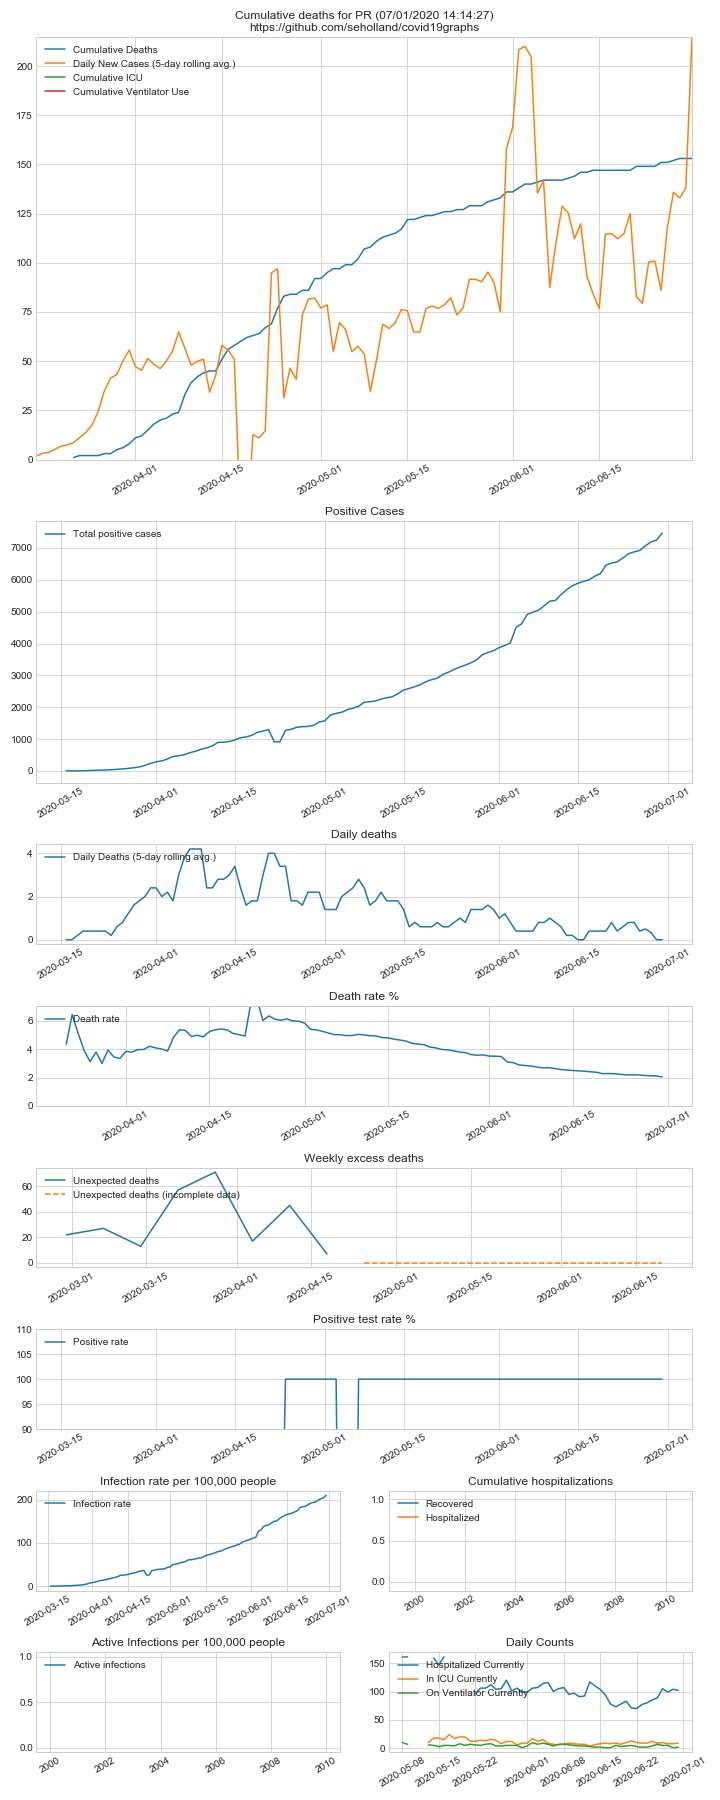 Cumulative deaths for PR (07/01/2020 14:14:27)
https://github.com/seholland/covid19graphs
Cumulative Deaths
Daily New Cases (5-day rolling avg.)
Cumulative ICU
Cumulative Ventilator Use
200
175
150
125
100
75
50
25
0
2020-04-01 2020-04-15 2020-05-01 2020-05-15 2020-06-01 2020-06-15
Positive Cases
Total positive cases
7000
6000
5000
4000
3000
2000
1000
0
2020-03-15 2020-04-01 2020-04-15 2020-05-01 2020-05-15 2020-06-01 2020-06-15 2020-07-01
Daily deaths
Daily Deaths (5-day rolling avg.)
4
2
0
2020-03-15 2020-04-01 2020-04-15 2020-05-01 2020-05-15 2020-06-01 2020-06-15 2020-07-01
Death rate %
Death rate
6
4
2
0
2020-04-01 2020-04-15 2020-05-01 2020-05-15 2020-06-01 2020-06-15 2020-07-01
Weekly excess deaths
Unexpected deaths
Unexpected deaths (incomplete data)
60
40
20
0
2020-03-01 2020-03-15 2020-04-01 2020-04-15 2020-05-01 2020-05-15 2020-06-01 2020-06-15
Positive test rate %
Positive rate
110
105
100
95
90
2020-03-15 2020-04-01 2020-04-15 2020-05-01 2020-05-15 2020-06-01 2020-06-15 2020-07-01
Infection rate per 100,000 people
Infection rate
200
100
0
2020-03-15 2020-04-01 2020-04-15 2020-05-01 2020-05-15 2020-06-01 2020-06-15 2020-07-01
Cumulative hospitalizations
Recovered
Hospitalized
1.0
0.5
0.0
2000 2002 2004 2006 2008 2010
Active Infections per 100,000 people
Active infections
1.0
0.5
0.0
2000 2002 2004 2006 2008 2010
Daily Counts
Hospitalized Currently
In ICU Currently
On Ventilator Currently
150
100
50
0
2020-05-08 2020-05-15 2020-05-22 2020-06-01 2020-06-08 2020-06-15 2020-06-22 2020-07-01